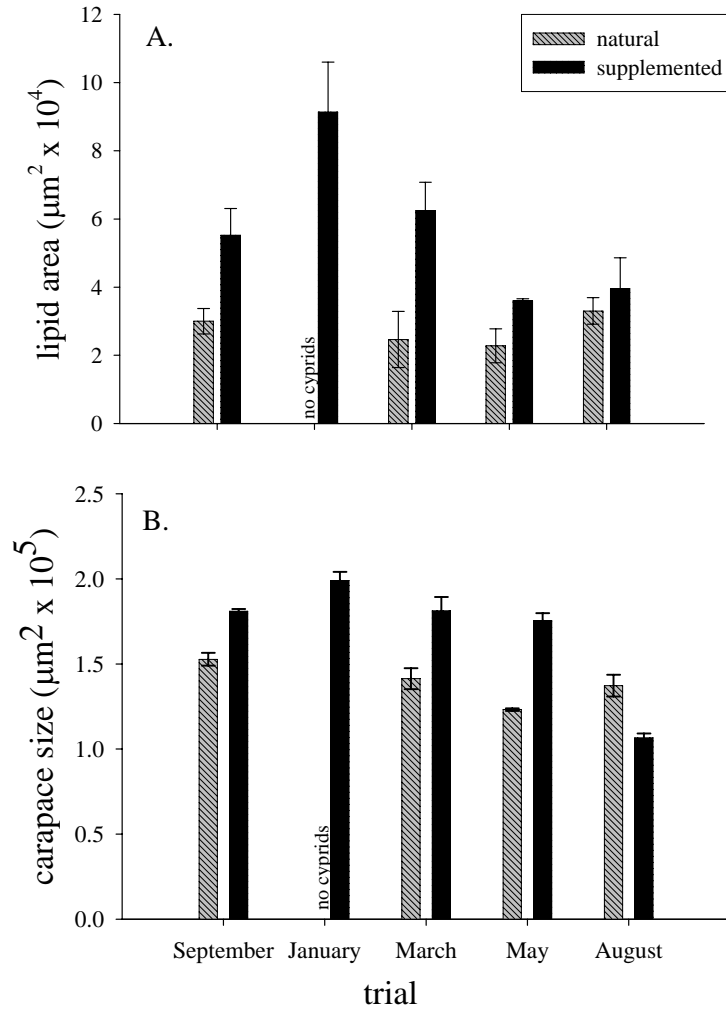 A.
natural
supplemented
12
10
8
6
4
2
0
lipid area (µm² x 10⁴)
no cyprids
B.
2.5
2.0
1.5
1.0
0.5
0.0
carapace size (µm² x 10⁵)
no cyprids
September January March May August
trial